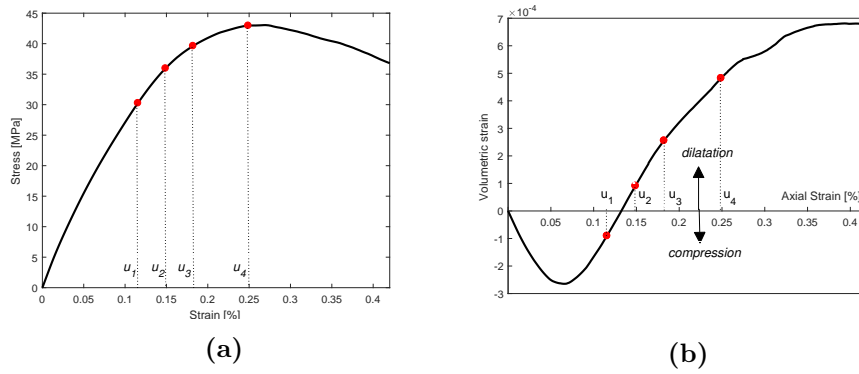 45
40
35
30
25
20
15
10
5
0
Stress [MPa]
u1
u2
u3
u4
0
0.05
0.1
0.15
0.2
0.25
0.3
0.35
0.4
Strain [%]
(a)
×10-4
7
6
5
4
3
2
1
0
-1
-2
-3
Volumetric strain
dilatation
u1
u2
u3
u4
Axial Strain [%]
0.05
0.1
0.15
0.2
0.25
0.3
0.35
0.4
compression
(b)